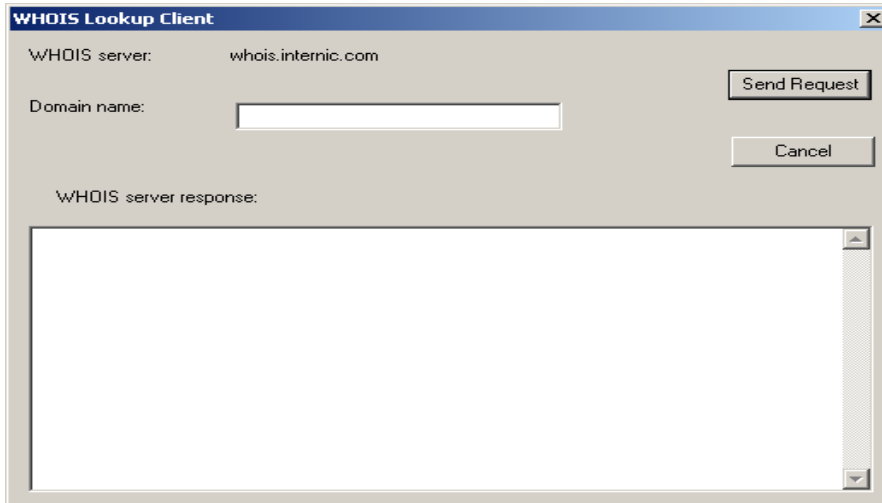 WHOIS Lookup Client
WHOIS server: whois.internic.com
Send Request
Domain name:
Cancel
WHOIS server response: